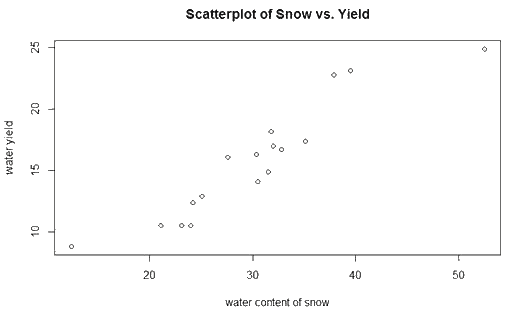 Scatterplot of Snow vs. Yield
25
20
15
10
water yield
20 30 40 50
water content of snow